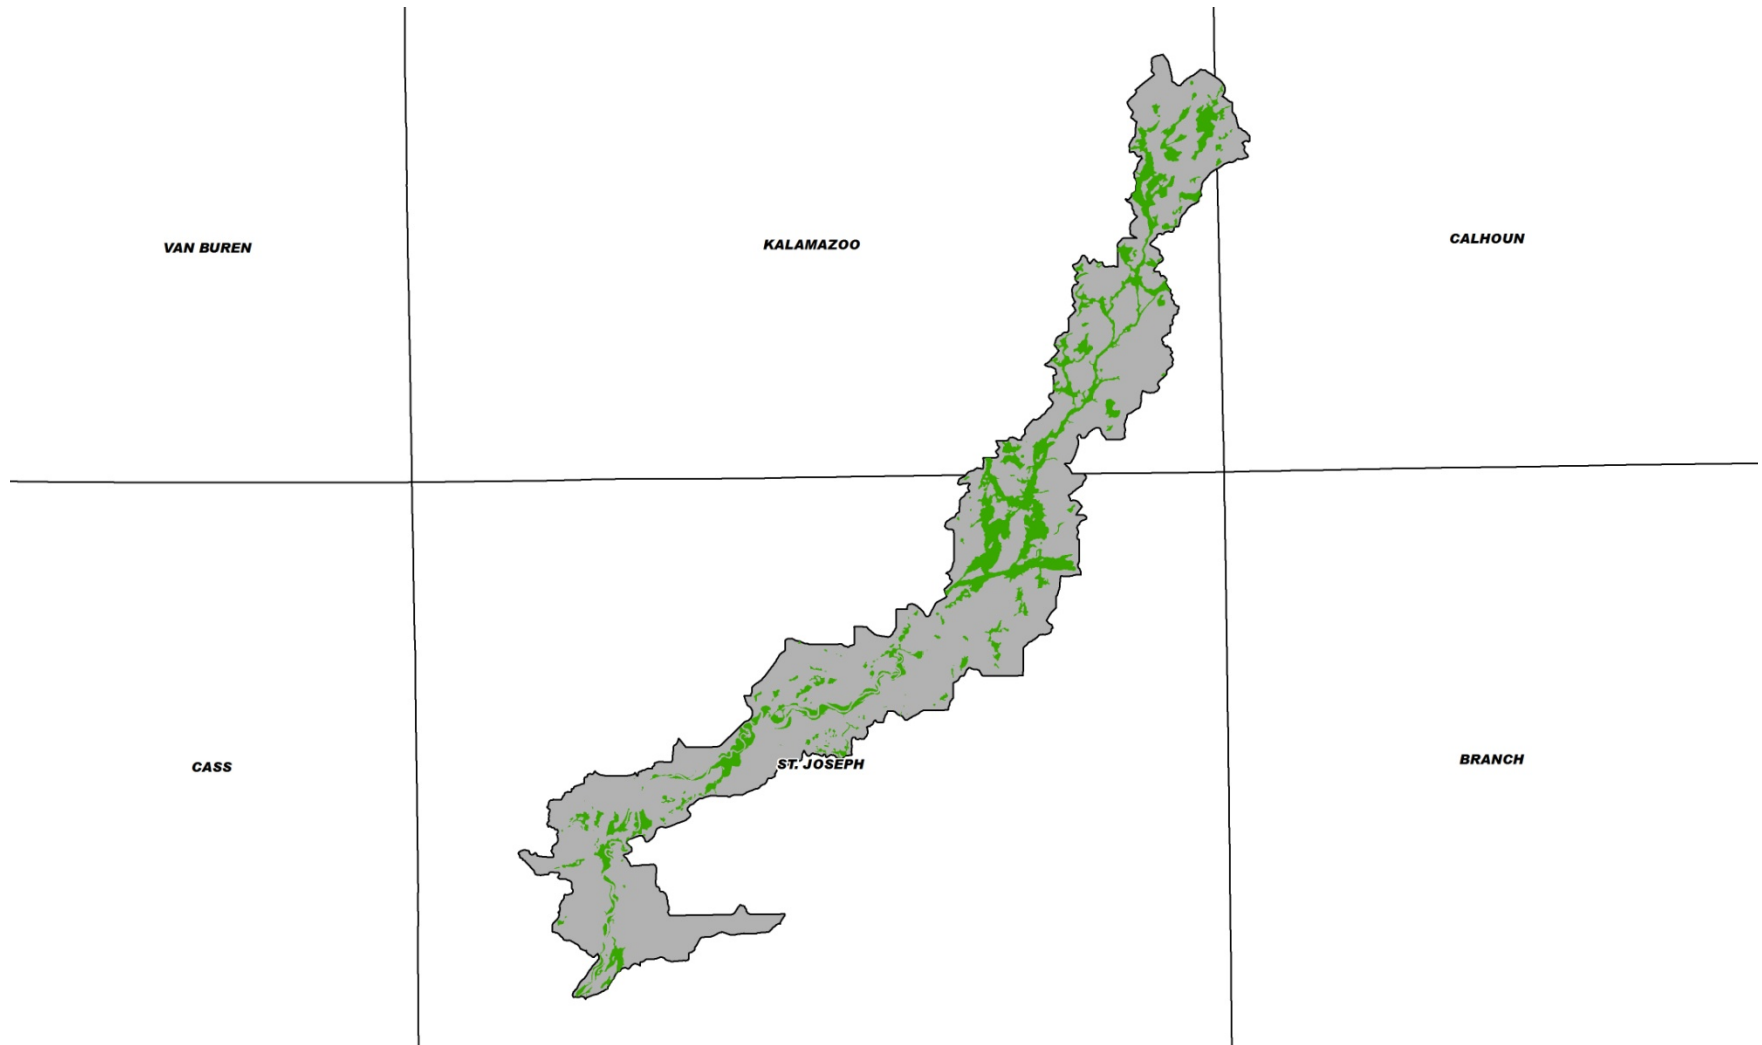 VAN BUREN
KALAMAZOO
CALHOUN
CASS
ST. JOSEPH
BRANCH